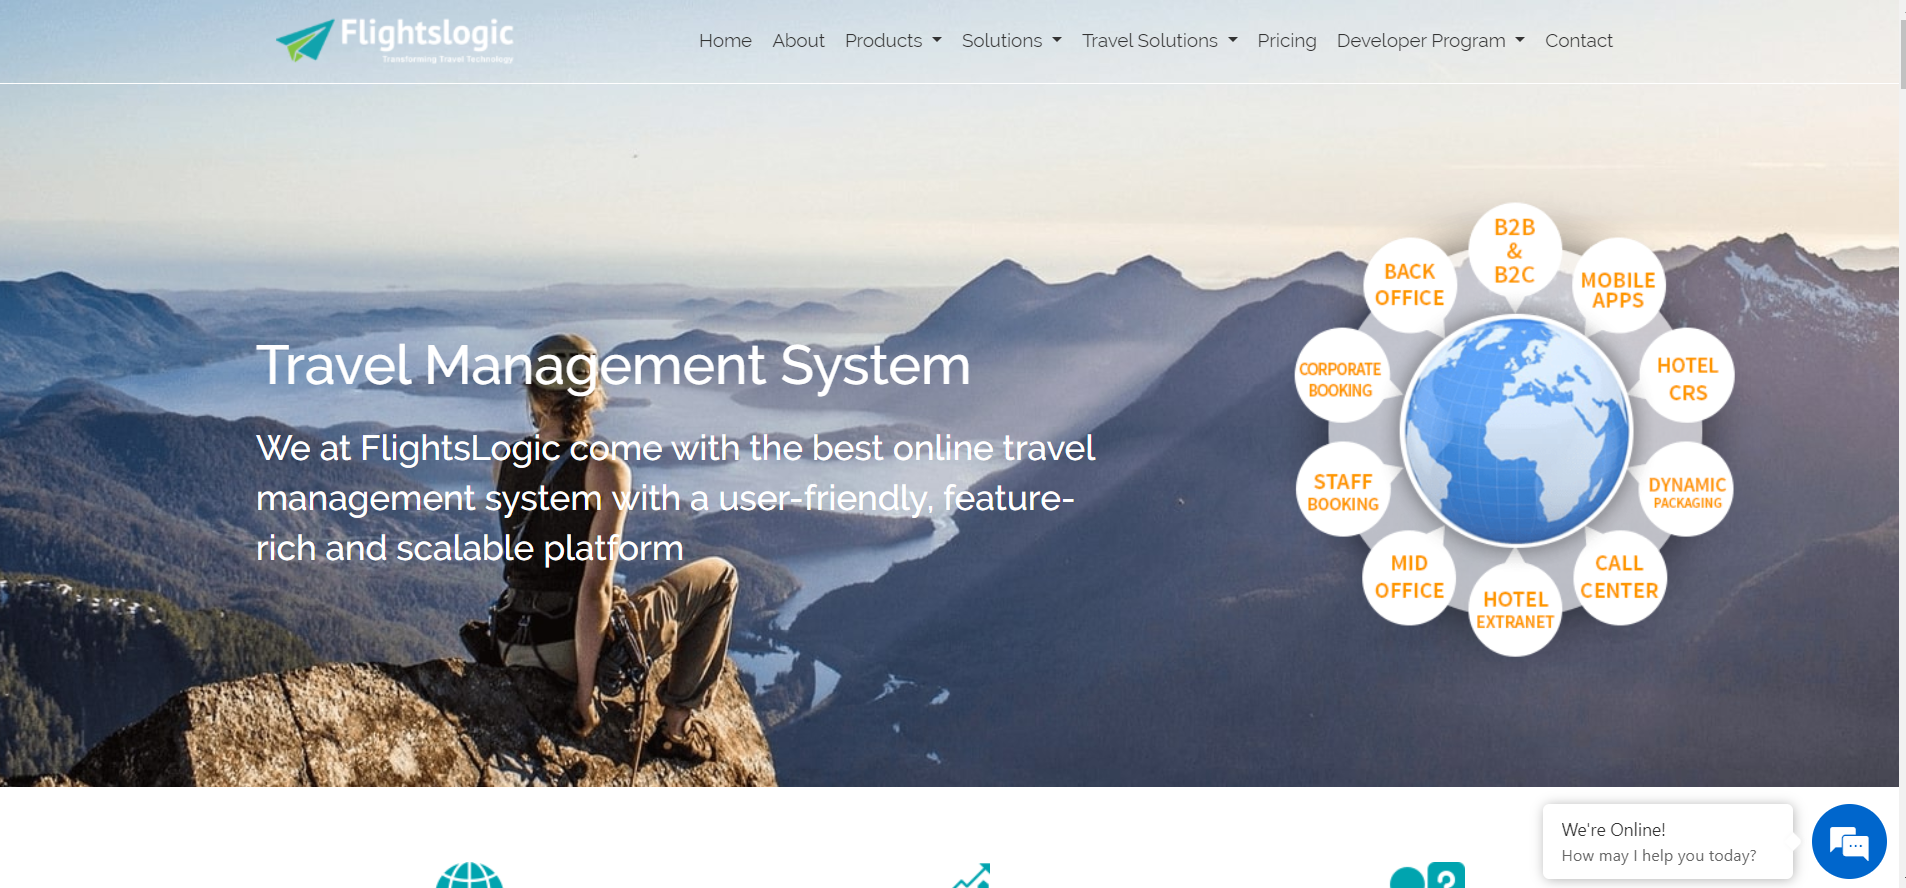 Flightslogic
Transforming Travel Technology
Home About Products Solutions Travel Solutions Pricing Developer Program Contact
Travel Management System
We at FlightsLogic come with the best online travel
management system with a user-friendly, feature-
rich and scalable platform
B2B
&
B2C
MOBILE
APPS
HOTEL
CRS
DYNAMIC
PACKAGING
CALL
CENTER
HOTEL
EXTRANET
MID
OFFICE
STAFF
BOOKING
CORPORATE
BOOKING
BACK
OFFICE
We're Online!
How may I help you today?
?